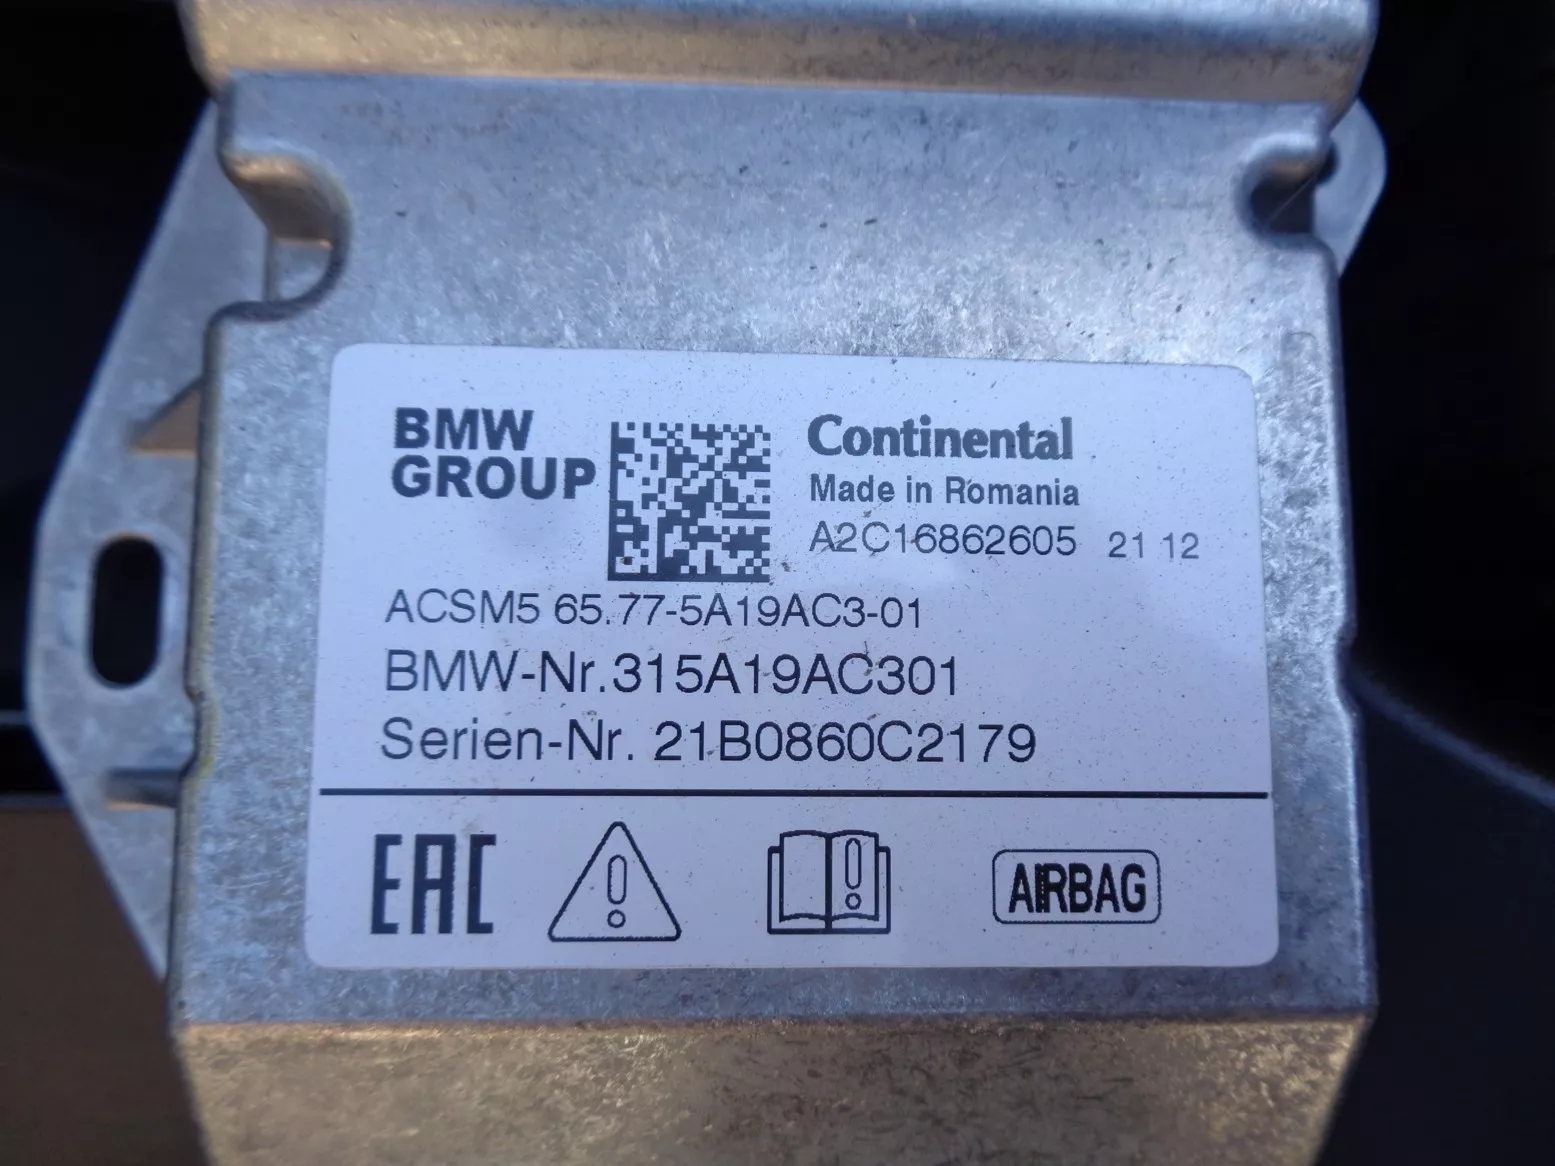 BMW
GROUP
Continental
Made in Romania
A2C16862605 21 12
ACSM5 65.77-5A19AC3-01
BMW-Nr.315A19AC301
Serien-Nr. 21B0860C2179
EAC
AIRBAG